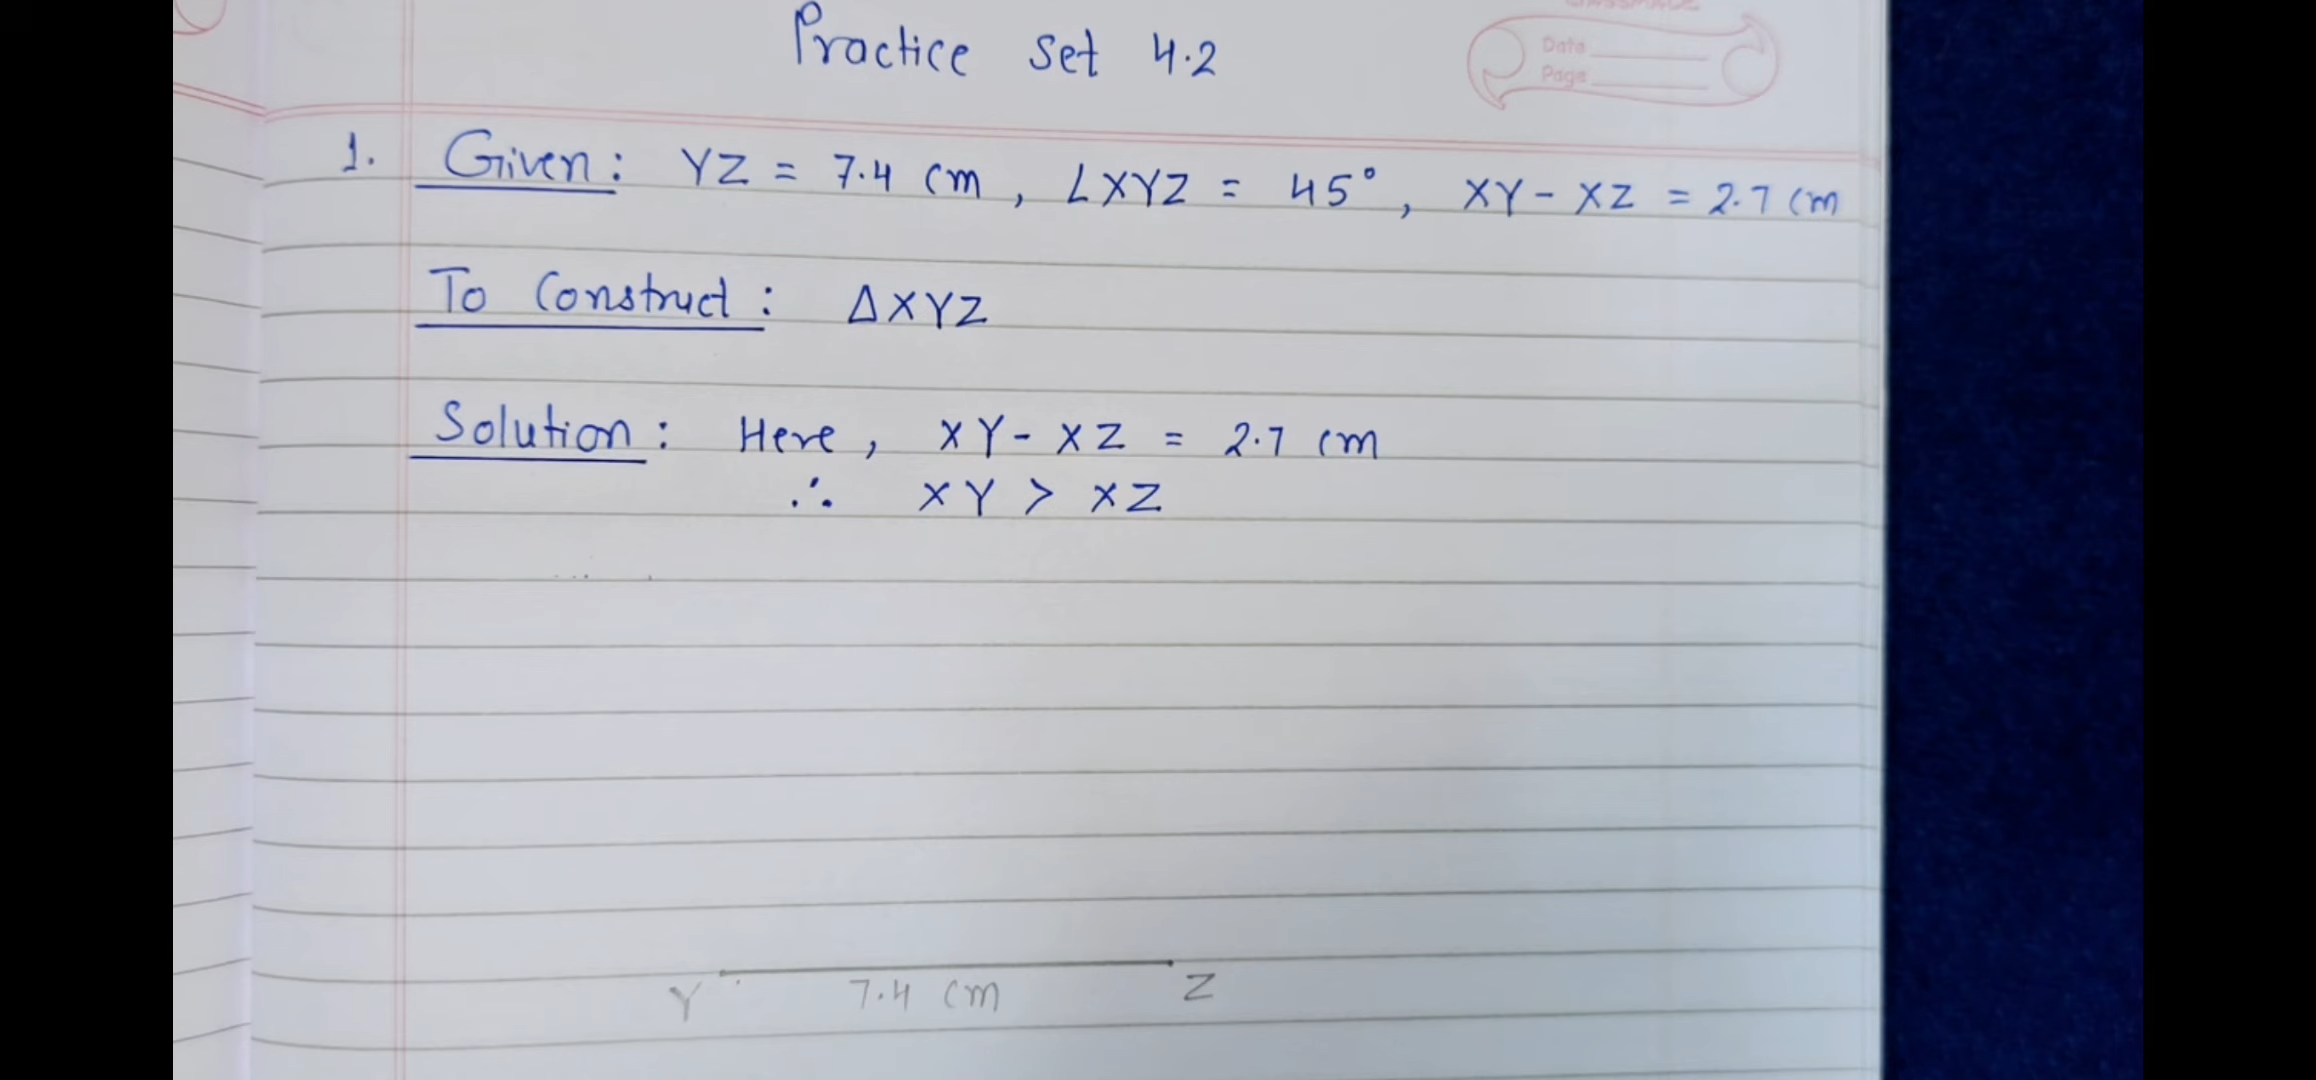 Practice set 4.2
Date
Page
1. Given: YZ = 7.4 cm, ∠XYZ = 45°, XY - XZ = 2.7 cm
To Construct: ΔXYZ
Solution: Here, XY - XZ = 2.7 cm
∴ XY > XZ
Y 7.4 cm Z